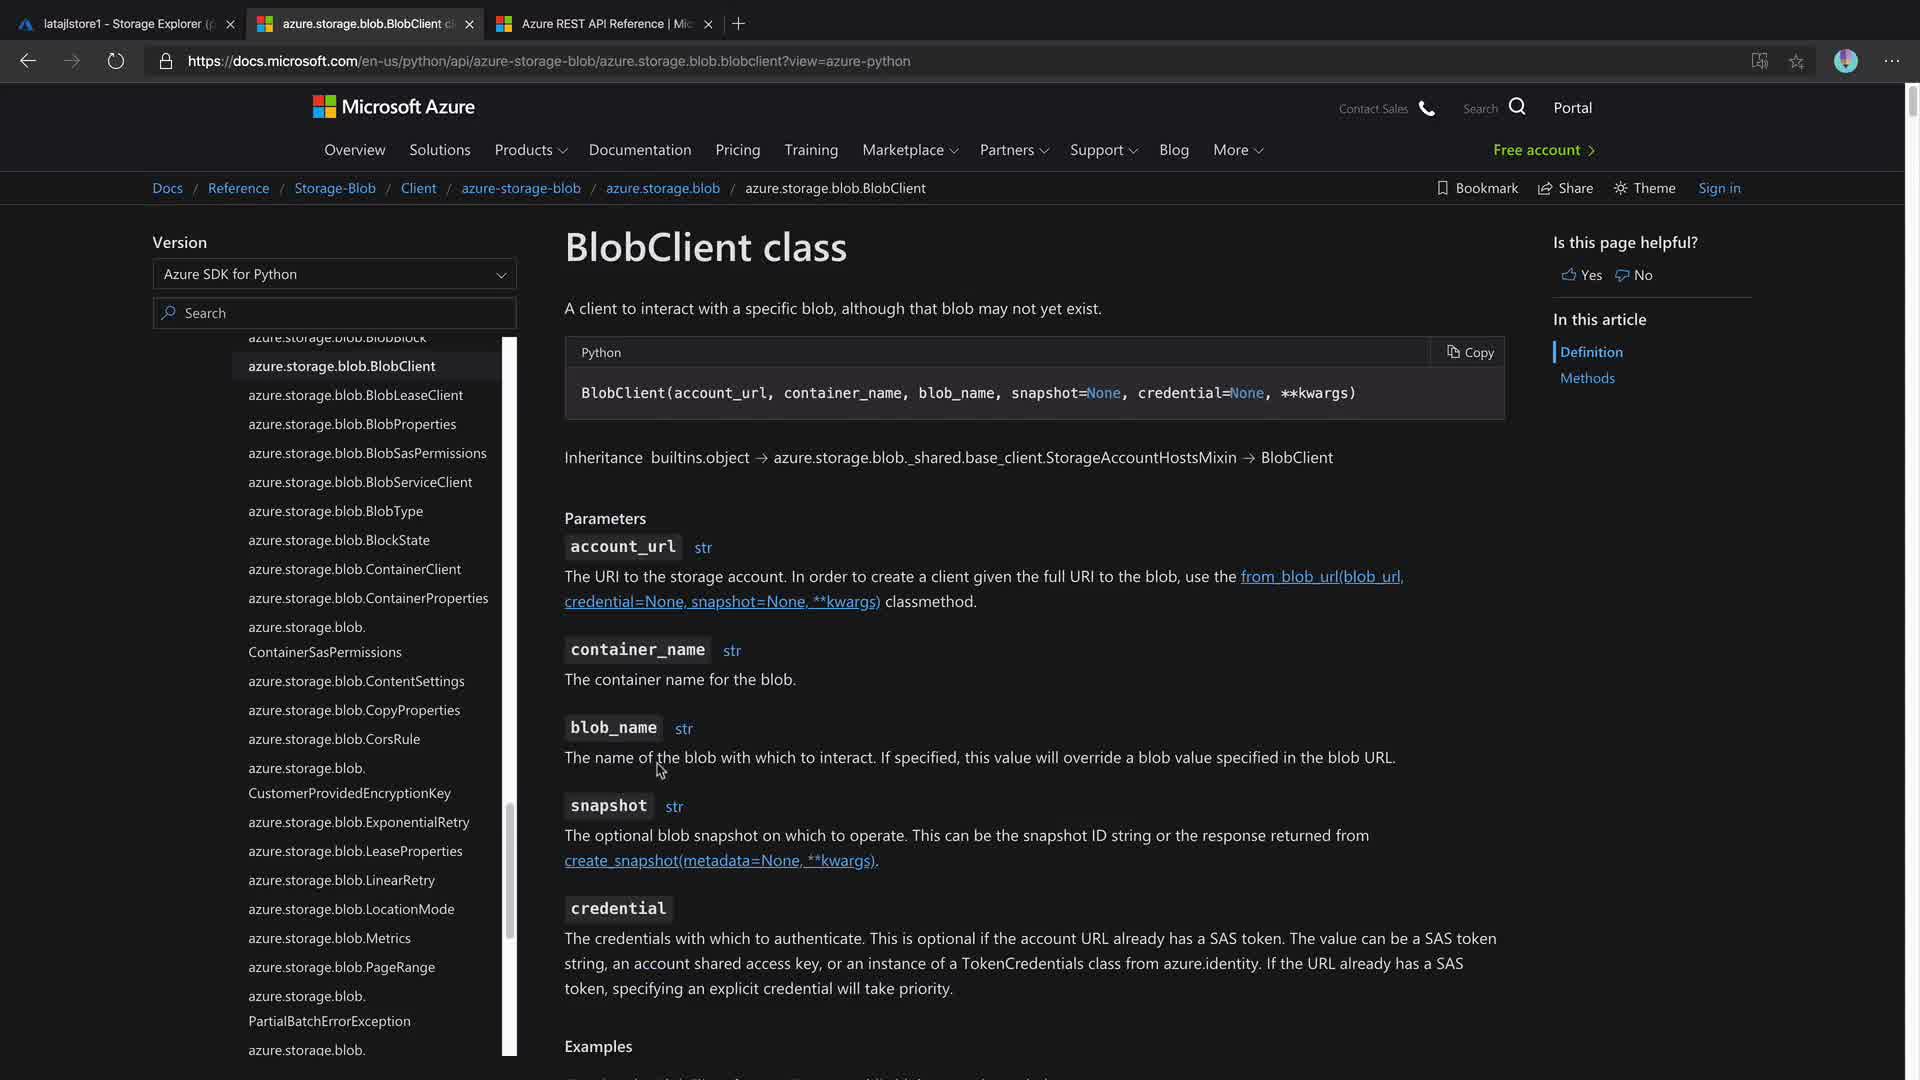 latajlstore1 - Storage Explorer
azure.storage.blob.BlobClient
Azure REST API Reference |
https://docs.microsoft.com/en-us/python/api/azure-storage-blob/azure.storage.blob.blobclient?view=azure-python
Microsoft Azure
Contact Sales
Search
Portal
Overview Solutions Products Documentation Pricing Training Marketplace Partners Support Blog More
Free account
Docs / Reference / Storage-Blob / Client / azure-storage-blob / azure.storage.blob / azure.storage.blob.BlobClient
Bookmark Share Theme Sign in
Version
Azure SDK for Python
Search
azure.storage.blob.BlobBlock
azure.storage.blob.BlobClient
azure.storage.blob.BlobLeaseClient
azure.storage.blob.BlobProperties
azure.storage.blob.BlobSasPermissions
azure.storage.blob.BlobServiceClient
azure.storage.blob.BlobType
azure.storage.blob.BlockState
azure.storage.blob.ContainerClient
azure.storage.blob.ContainerProperties
azure.storage.blob.
ContainerSasPermissions
azure.storage.blob.ContentSettings
azure.storage.blob.CopyProperties
azure.storage.blob.CorsRule
azure.storage.blob.
CustomerProvidedEncryptionKey
azure.storage.blob.ExponentialRetry
azure.storage.blob.LeaseProperties
azure.storage.blob.LinearRetry
azure.storage.blob.LocationMode
azure.storage.blob.Metrics
azure.storage.blob.PageRange
azure.storage.blob.
PartialBatchErrorException
azure.storage.blob.
BlobClient class
A client to interact with a specific blob, although that blob may not yet exist.
Python
Copy
BlobClient(account_url, container_name, blob_name, snapshot=None, credential=None, **kwargs)
Inheritance builtins.object → azure.storage.blob._shared.base_client.StorageAccountHostsMixin → BlobClient
Parameters
account_url str
The URI to the storage account. In order to create a client given the full URI to the blob, use the from_blob_url(blob_url,
credential=None, snapshot=None, **kwargs) classmethod.
container_name str
The container name for the blob.
blob_name str
The name of the blob with which to interact. If specified, this value will override a blob value specified in the blob URL.
snapshot str
The optional blob snapshot on which to operate. This can be the snapshot ID string or the response returned from
create_snapshot(metadata=None, **kwargs).
credential
The credentials with which to authenticate. This is optional if the account URL already has a SAS token. The value can be a SAS token
string, an account shared access key, or an instance of a TokenCredentials class from azure.identity. If the URL already has a SAS
token, specifying an explicit credential will take priority.
Examples
Is this page helpful?
Yes No
In this article
Definition
Methods